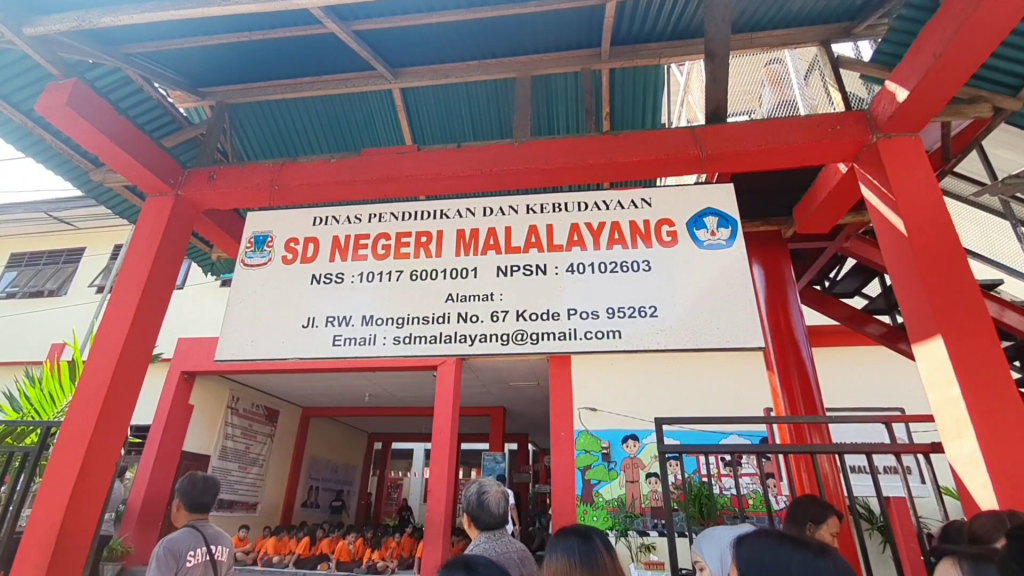 DINAS PENDIDIKAN DAN KEBUDAYAAN
SD NEGERI MALALAYANG
NSS :10117 6001001 NPSN : 40102603
Alamat :
Jl. RW. Monginsidi No. 67 Kode Pos 95262
Email : sdmalalayang@gmail.com
MALALAYANG